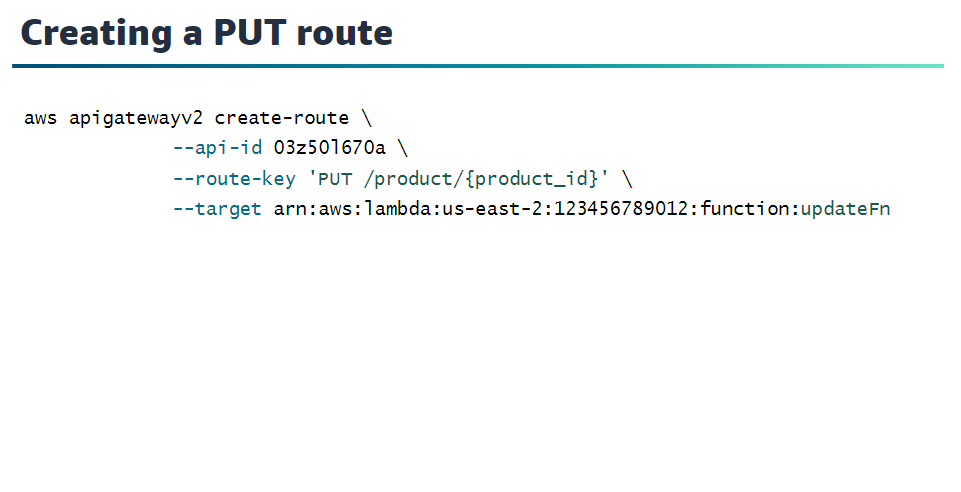 Creating a PUT route
aws apigatewayv2 create-route \
--api-id 03z50l670a \
--route-key 'PUT /product/{product_id}' \
--target arn:aws:lambda:us-east-2:123456789012:function:updateFn